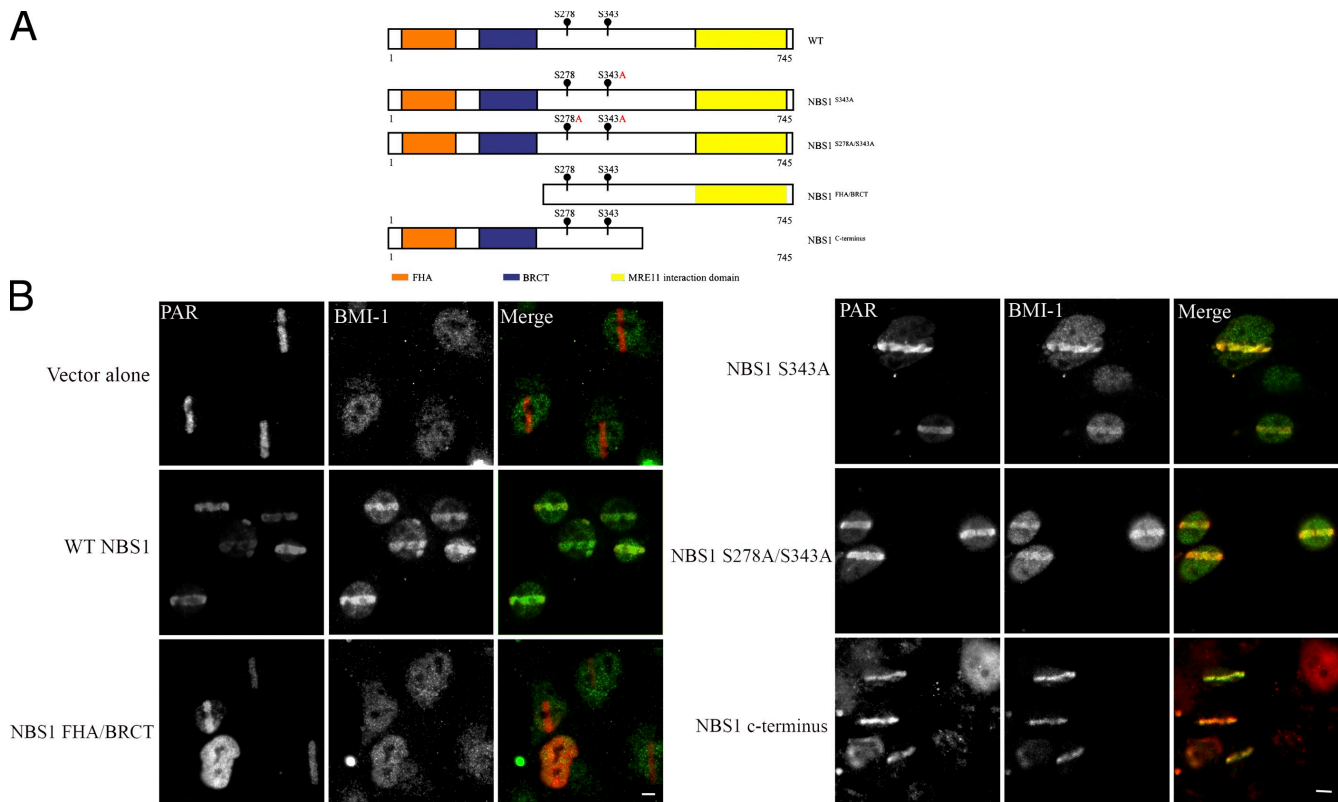 A
S278 S343
WT
1 745
S278 S343A
NBS1 S343A
1 745
S278A S343A
NBS1 S278A/S343A
1 745
S278 S343
NBS1 FHA/BRCT
1 745
S278 S343
NBS1 C-terminus
1 745
FHA BRCT MRE11 interaction domain
B
PAR BMI-1 Merge
Vector alone
WT NBS1
NBS1 FHA/BRCT
PAR BMI-1 Merge
NBS1 S343A
NBS1 S278A/S343A
NBS1 c-terminus